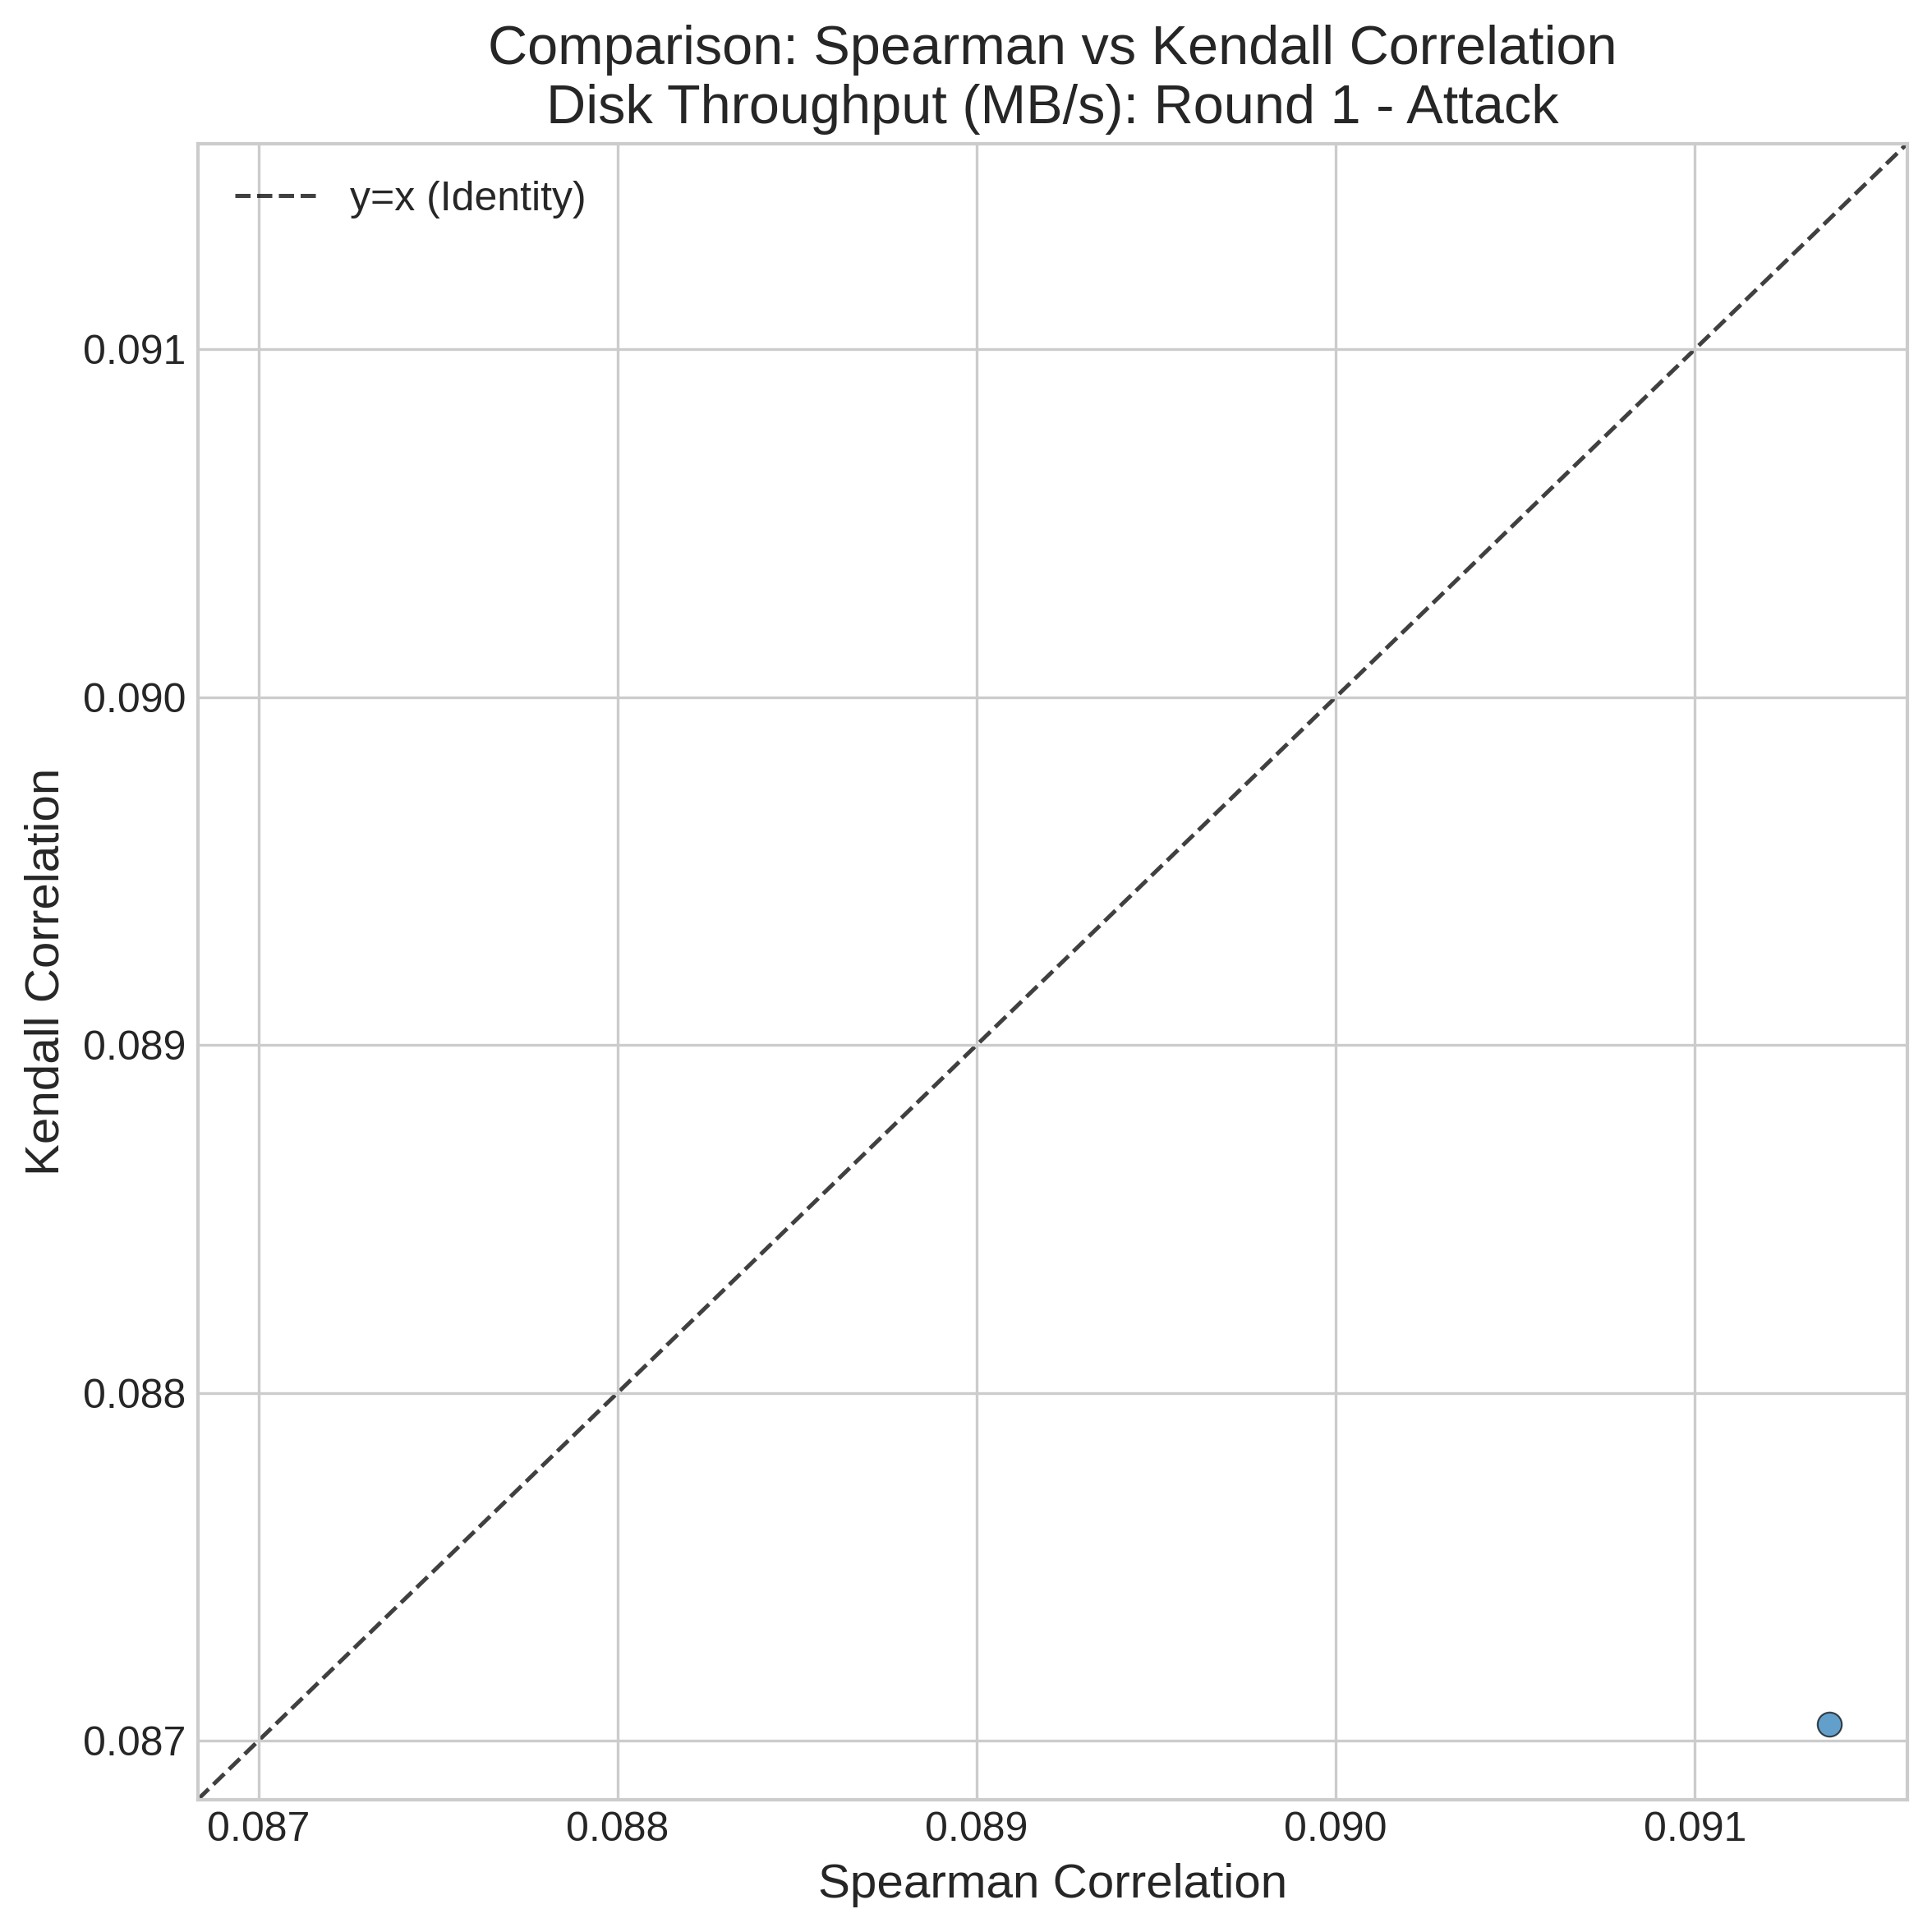 Comparison: Spearman vs Kendall Correlation
Disk Throughput (MB/s): Round 1 - Attack
y=x (Identity)
0.091
0.090
0.089
0.088
0.087
Kendall Correlation
0.087 0.088 0.089 0.090 0.091
Spearman Correlation